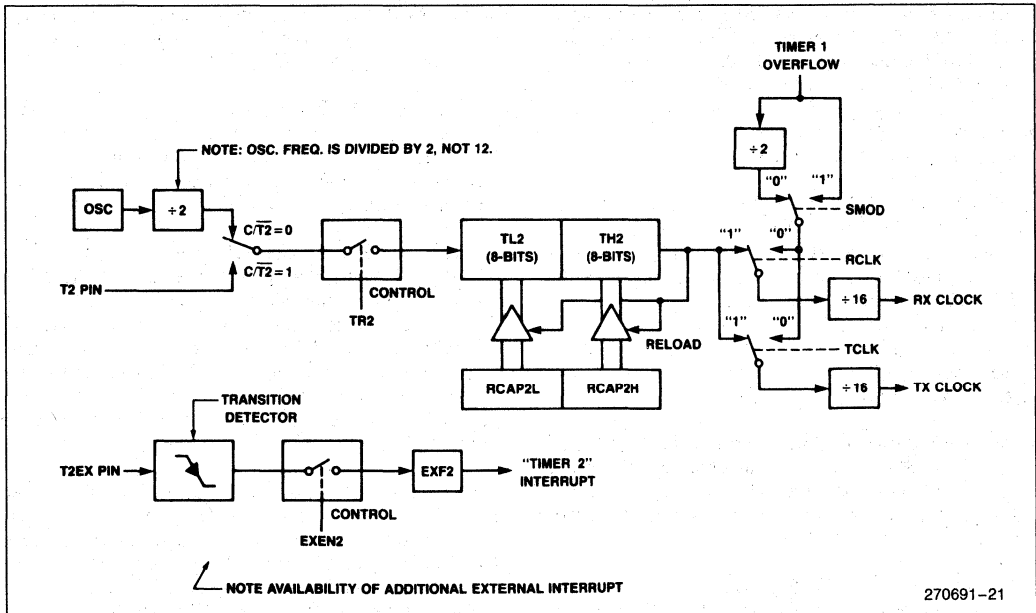 TIMER 1
OVERFLOW
NOTE: OSC. FREQ. IS DIVIDED BY 2, NOT 12.
÷2
"0"
"1"
SMOD
OSC
÷2
C/T2̅=0
C/T2̅=1
T2 PIN
CONTROL
TR2
TL2
(8-BITS)
TH2
(8-BITS)
"1"
"0"
RCLK
÷16
RX CLOCK
RELOAD
"1"
"0"
TCLK
÷16
TX CLOCK
RCAP2L
RCAP2H
TRANSITION
DETECTOR
T2EX PIN
CONTROL
EXEN2
EXF2
"TIMER 2"
INTERRUPT
NOTE AVAILABILITY OF ADDITIONAL EXTERNAL INTERRUPT
270691–21